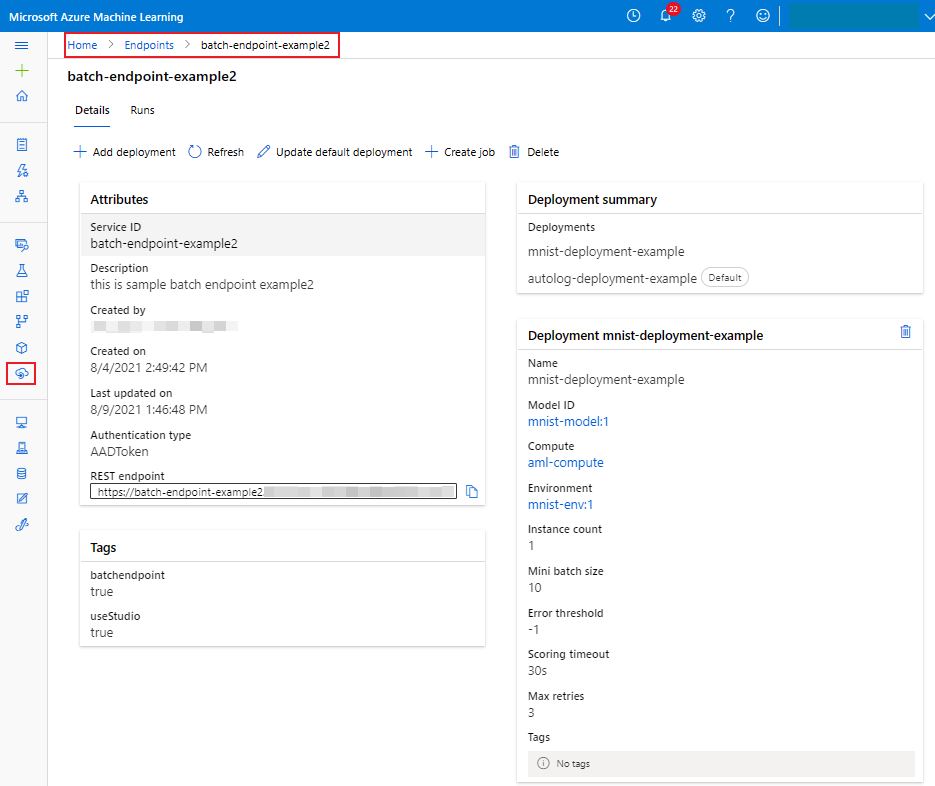 Microsoft Azure Machine Learning
22
Home > Endpoints > batch-endpoint-example2
batch-endpoint-example2
Details Runs
Add deployment Refresh Update default deployment Create job Delete
Attributes
Service ID
batch-endpoint-example2
Description
this is sample batch endpoint example2
Created by
Created on
8/4/2021 2:49:42 PM
Last updated on
8/9/2021 1:46:48 PM
Authentication type
AADToken
REST endpoint
https://batch-endpoint-example2.
Tags
batchendpoint
true
useStudio
true
Deployment summary
Deployments
mnist-deployment-example
autolog-deployment-example Default
Deployment mnist-deployment-example
Name
mnist-deployment-example
Model ID
mnist-model:1
Compute
aml-compute
Environment
mnist-env:1
Instance count
1
Mini batch size
10
Error threshold
-1
Scoring timeout
30s
Max retries
3
Tags
No tags